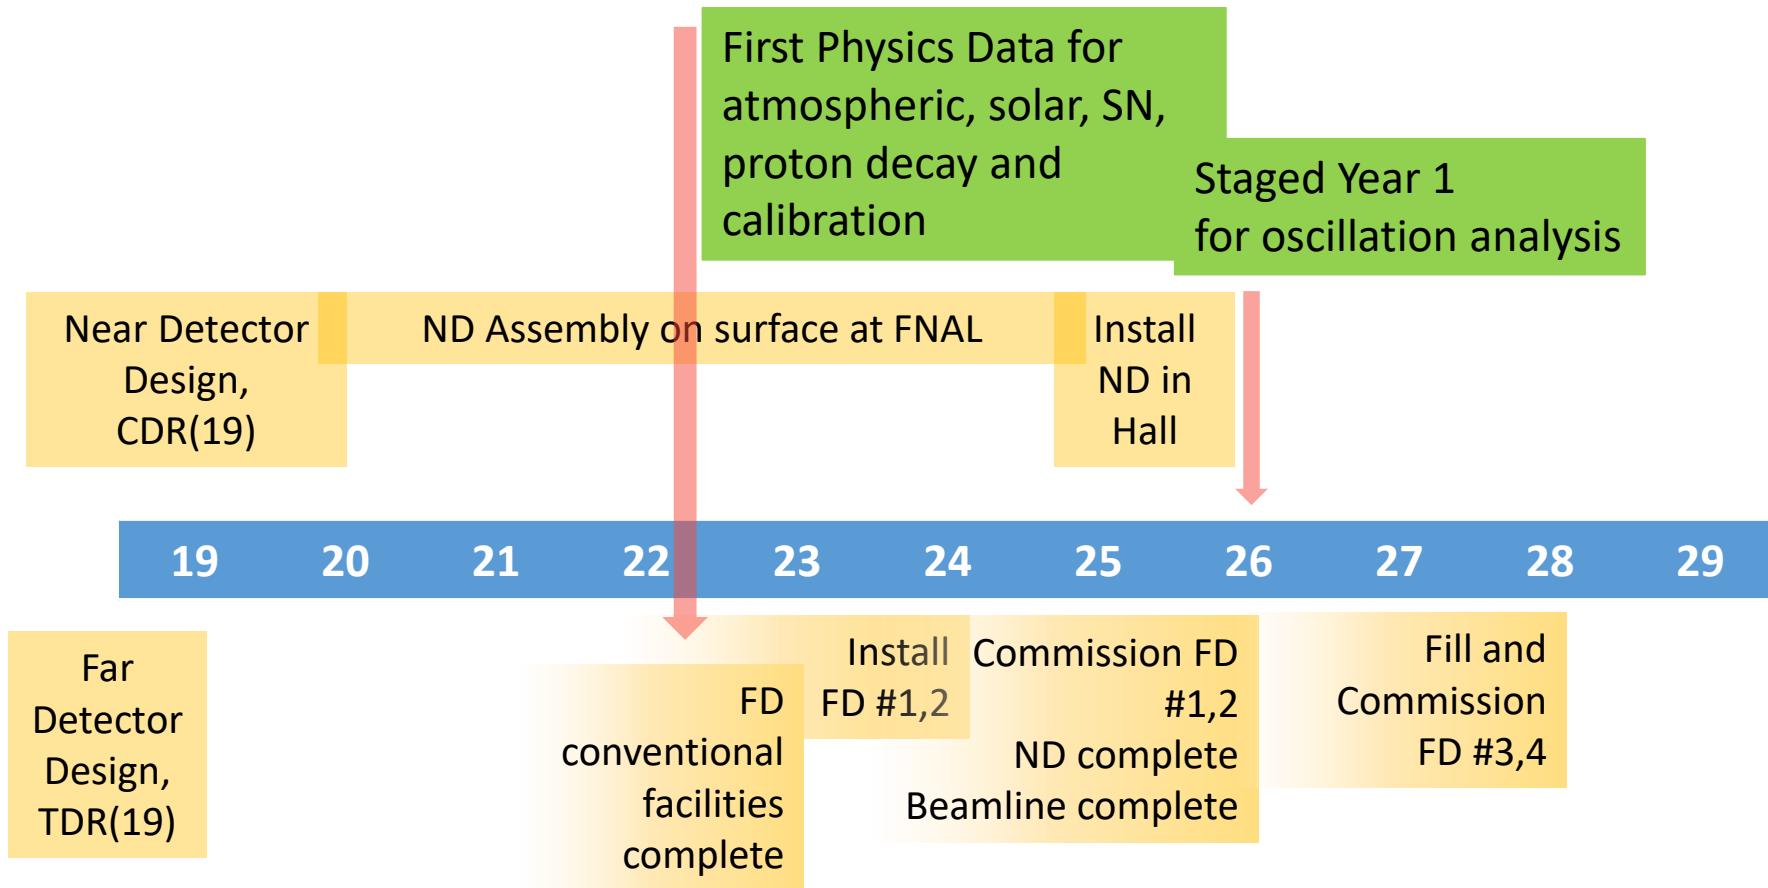 First Physics Data for
atmospheric, solar, SN,
proton decay and
calibration
Staged Year 1
for oscillation analysis
Near Detector
Design,
CDR(19)
ND Assembly on surface at FNAL
Install
ND in
Hall
19 20 21 22 23 24 25 26 27 28 29
Far
Detector
Design,
TDR(19)
FD
conventional
facilities
complete
Install
FD #1,2
Commission FD
#1,2
ND complete
Beamline complete
Fill and
Commission
FD #3,4